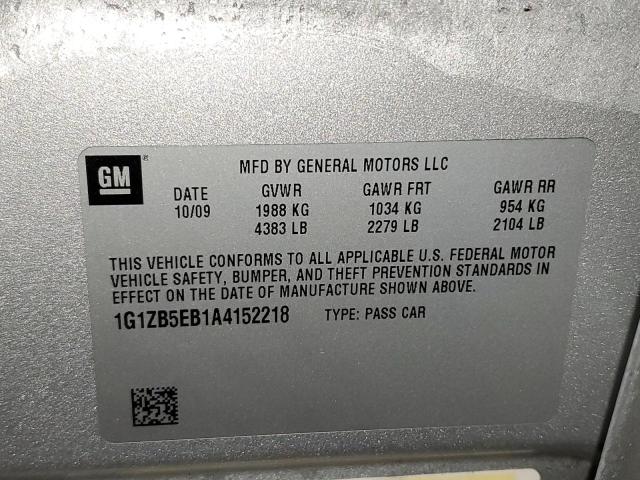 GM®
MFD BY GENERAL MOTORS LLC
DATE GVWR GAWR FRT GAWR RR
10/09 1988 KG 1034 KG 954 KG
4383 LB 2279 LB 2104 LB
THIS VEHICLE CONFORMS TO ALL APPLICABLE U.S. FEDERAL MOTOR
VEHICLE SAFETY, BUMPER, AND THEFT PREVENTION STANDARDS IN
EFFECT ON THE DATE OF MANUFACTURE SHOWN ABOVE.
1G1ZB5EB1A4152218 TYPE: PASS CAR